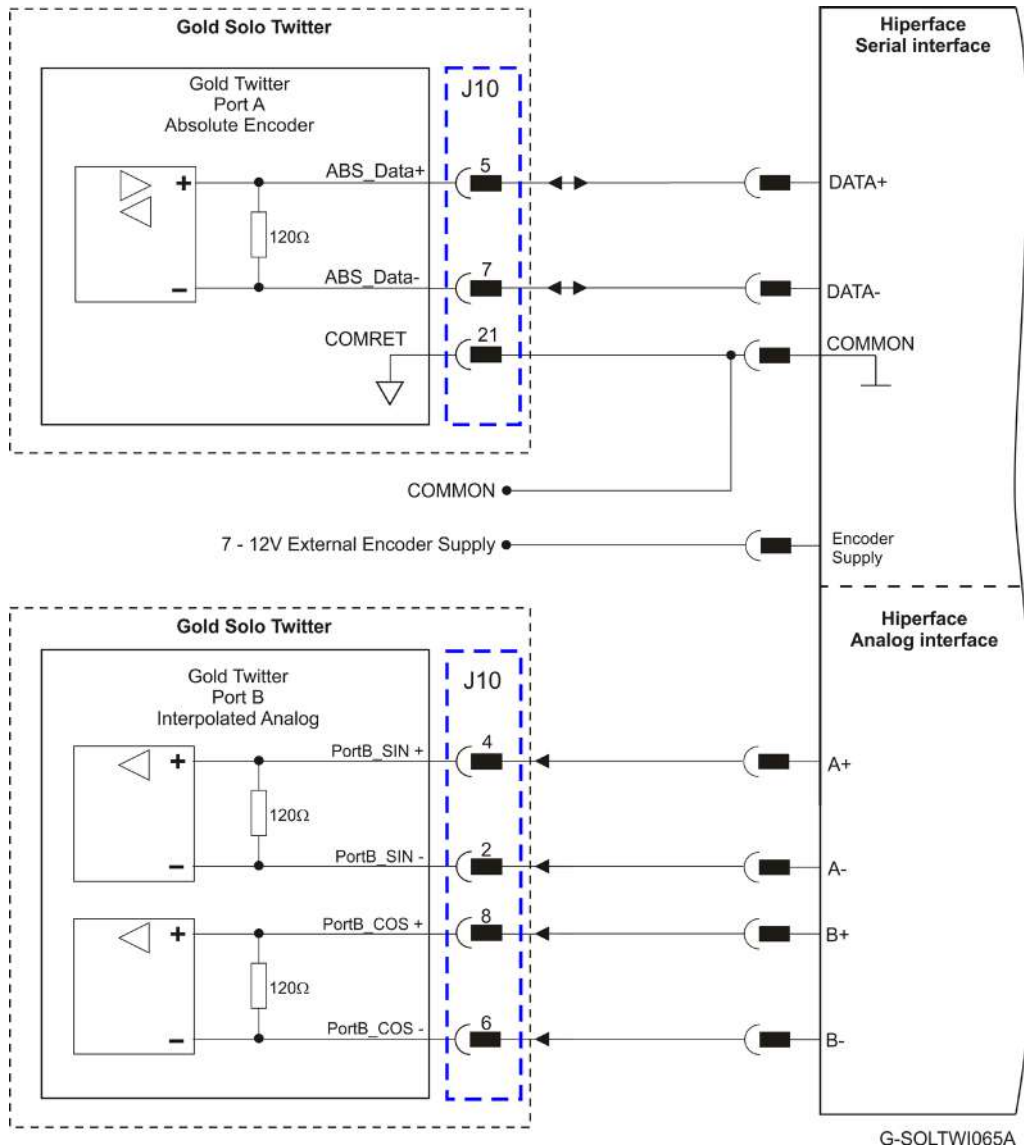 Gold Solo Twitter
Hiperface
Serial interface
Gold Twitter
Port A
Absolute Encoder
J10
ABS_Data+
5
DATA+
+
120Ω
ABS_Data-
7
DATA-
−
COMRET
21
COMMON
COMMON
7 - 12V External Encoder Supply
Encoder
Supply
Gold Solo Twitter
Hiperface
Analog interface
Gold Twitter
Port B
Interpolated Analog
J10
PortB_SIN +
4
A+
+
120Ω
PortB_SIN -
2
A-
−
PortB_COS +
8
B+
+
120Ω
PortB_COS -
6
B-
−
G-SOLTWI065A